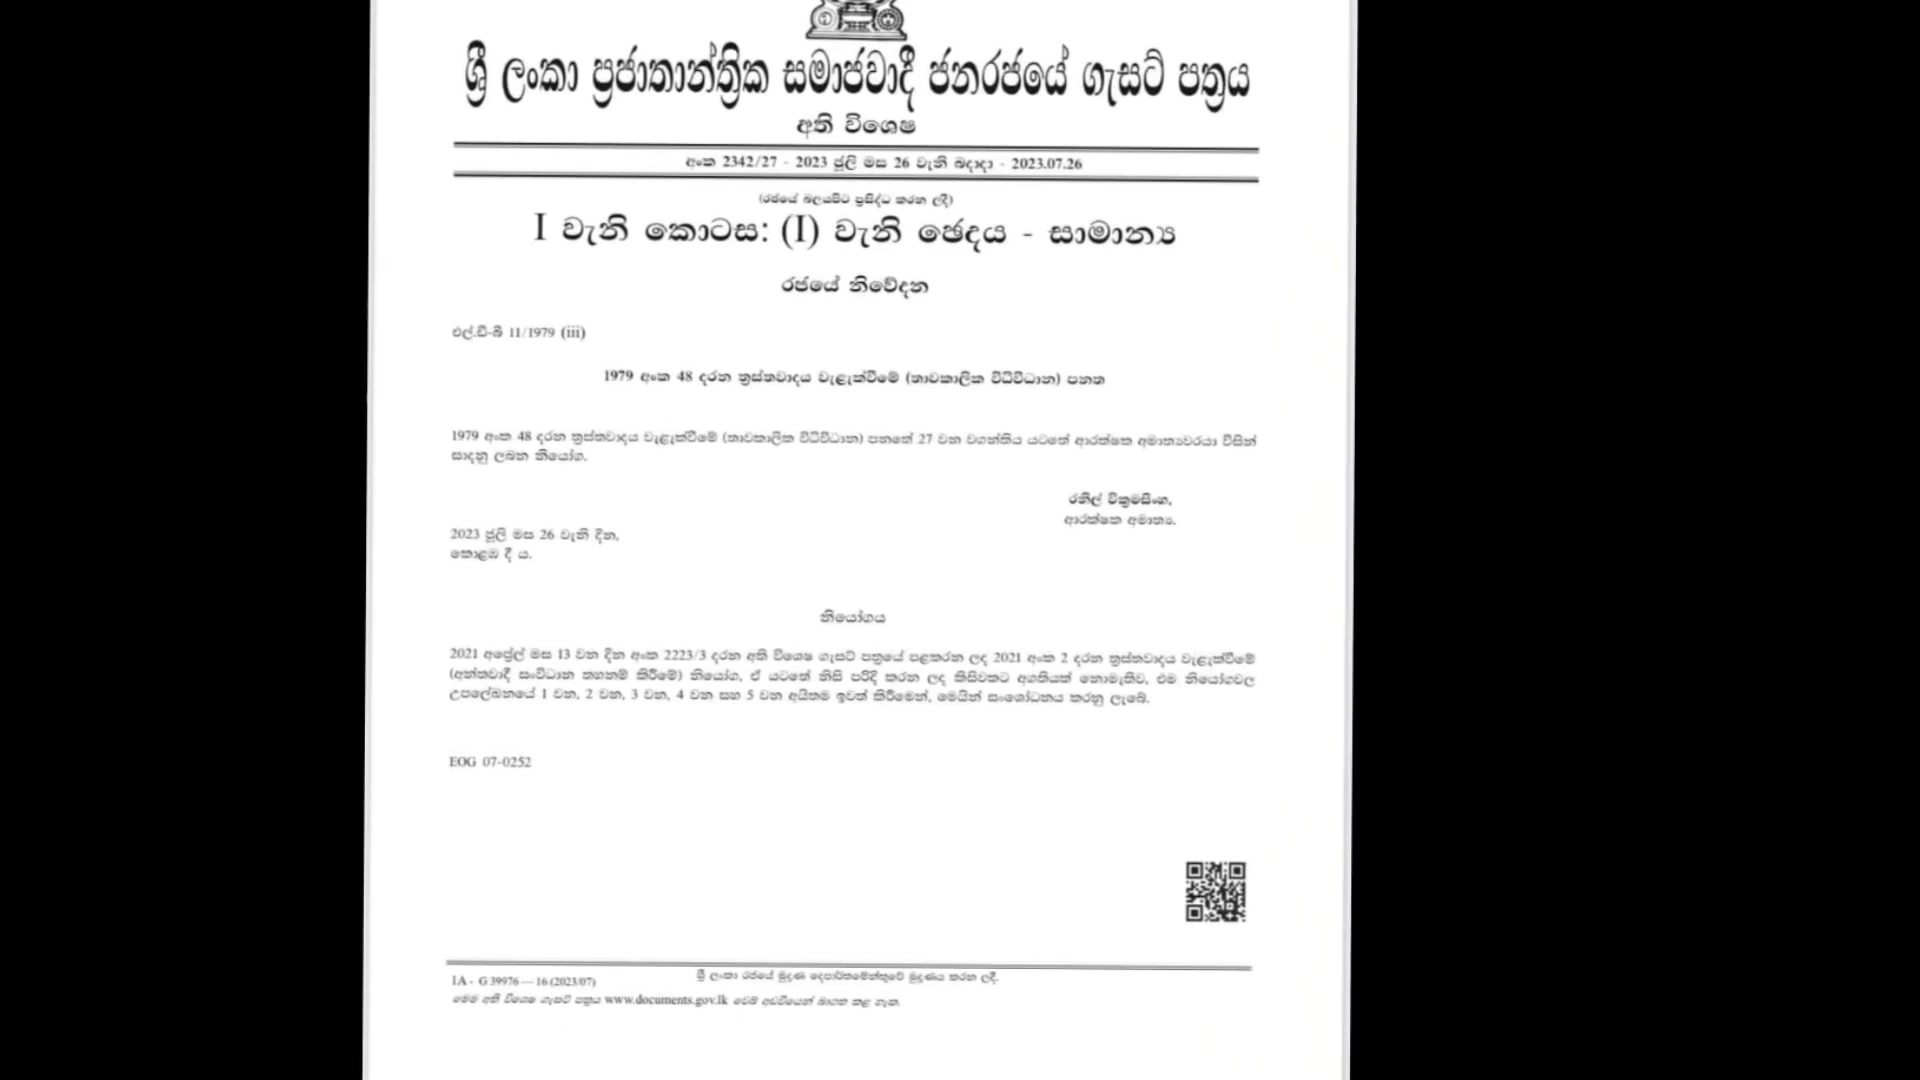 ශ්‍රී ලංකා ප්‍රජාතාන්ත්‍රික සමාජවාදී ජනරජයේ ගැසට් පත්‍රය
අති විශෙෂ
අංක 2342/27 - 2023 ජූලි මස 26 වැනි බදාදා - 2023.07.26
(රජයේ බලයපිට ප්‍රසිද්ධ කරන ලදී)
I වැනි කොටස: (I) වැනි ඡෙදය - සාමාන්‍ය
රජයේ නිවේදන
එල්.ඩී-බී 11/1979 (iii)
1979 අංක 48 දරන ත්‍රස්තවාදය වැළැක්වීමේ (තාවකාලික විධිවිධාන) පනත
1979 අංක 48 දරන ත්‍රස්තවාදය වැළැක්වීමේ (තාවකාලික විධිවිධාන) පනතේ 27 වන වගන්තිය යටතේ ආරක්ෂක අමාත්‍යවරයා විසින්
සාදනු ලබන නියෝග.
රනිල් වික්‍රමසිංහ,
ආරක්ෂක අමාත්‍ය.
2023 ජූලි මස 26 වැනි දින,
කොළඹ දී ය.
නියෝගය
2021 අප්‍රේල් මස 13 වන දින අංක 2223/3 දරන අති විශෙෂ ගැසට් පත්‍රයේ පළකරන ලද 2021 අංක 2 දරන ත්‍රස්තවාදය වැළැක්වීමේ
(අන්තවාදී සංවිධාන තහනම් කිරීමේ) නියෝග, ඒ යටතේ නිසි පරිදි කරන ලද කිසිවකට අගතියක් නොමැතිව, එම නියෝගවල
උපලේඛනයේ 1 වන, 2 වන, 3 වන, 4 වන සහ 5 වන අයිතම ඉවත් කිරීමෙන්, මෙයින් සංශෝධනය කරනු ලැබේ.
EOG 07-0252
1A - G 39976 — 16 (2023/07)
ශ්‍රී ලංකා රජයේ මුද්‍රණ දෙපාර්තමේන්තුවේ මුද්‍රණය කරන ලදී.
මෙම අති විශෙෂ ගැසට් පත්‍රය www.documents.gov.lk වෙබ් අඩවියෙන් බාගත කළ හැක.